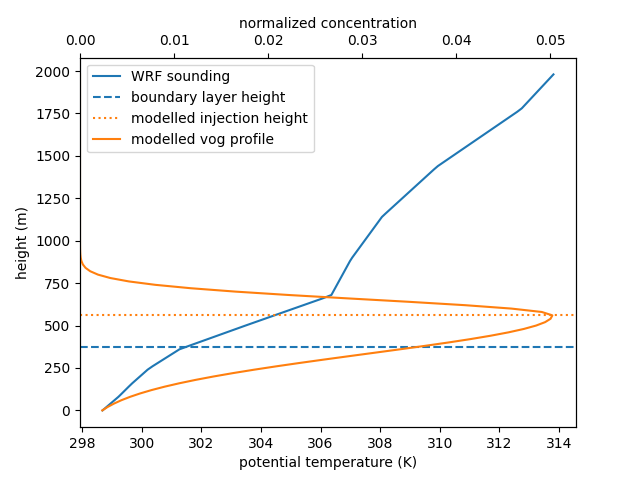 normalized concentration
0.00 0.01 0.02 0.03 0.04 0.05
WRF sounding
boundary layer height
modelled injection height
modelled vog profile
height (m)
2000
1750
1500
1250
1000
750
500
250
0
298 300 302 304 306 308 310 312 314
potential temperature (K)